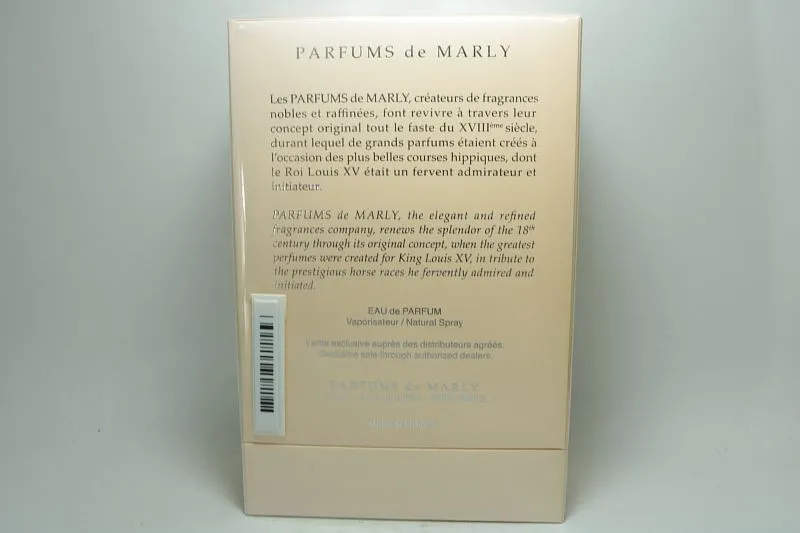 PARFUMS de MARLY
Les PARFUMS de MARLY, créateurs de fragrances
nobles et raffinées, font revivre à travers leur
concept original tout le faste du XVIIIème siècle,
durant lequel de grands parfums étaient créés à
l'occasion des plus belles courses hippiques, dont
le Roi Louis XV était un fervent admirateur et
initiateur.
PARFUMS de MARLY, the elegant and refined
fragrances company, renews the splendor of the 18th
century through its original concept, when the greatest
perfumes were created for King Louis XV, in tribute to
the prestigious horse races he fervently admired and
initiated.
EAU de PARFUM
Vaporisateur / Natural Spray
Vente exclusive auprès des distributeurs agréés.
Exclusive sale through authorized dealers.
PARFUMS de MARLY